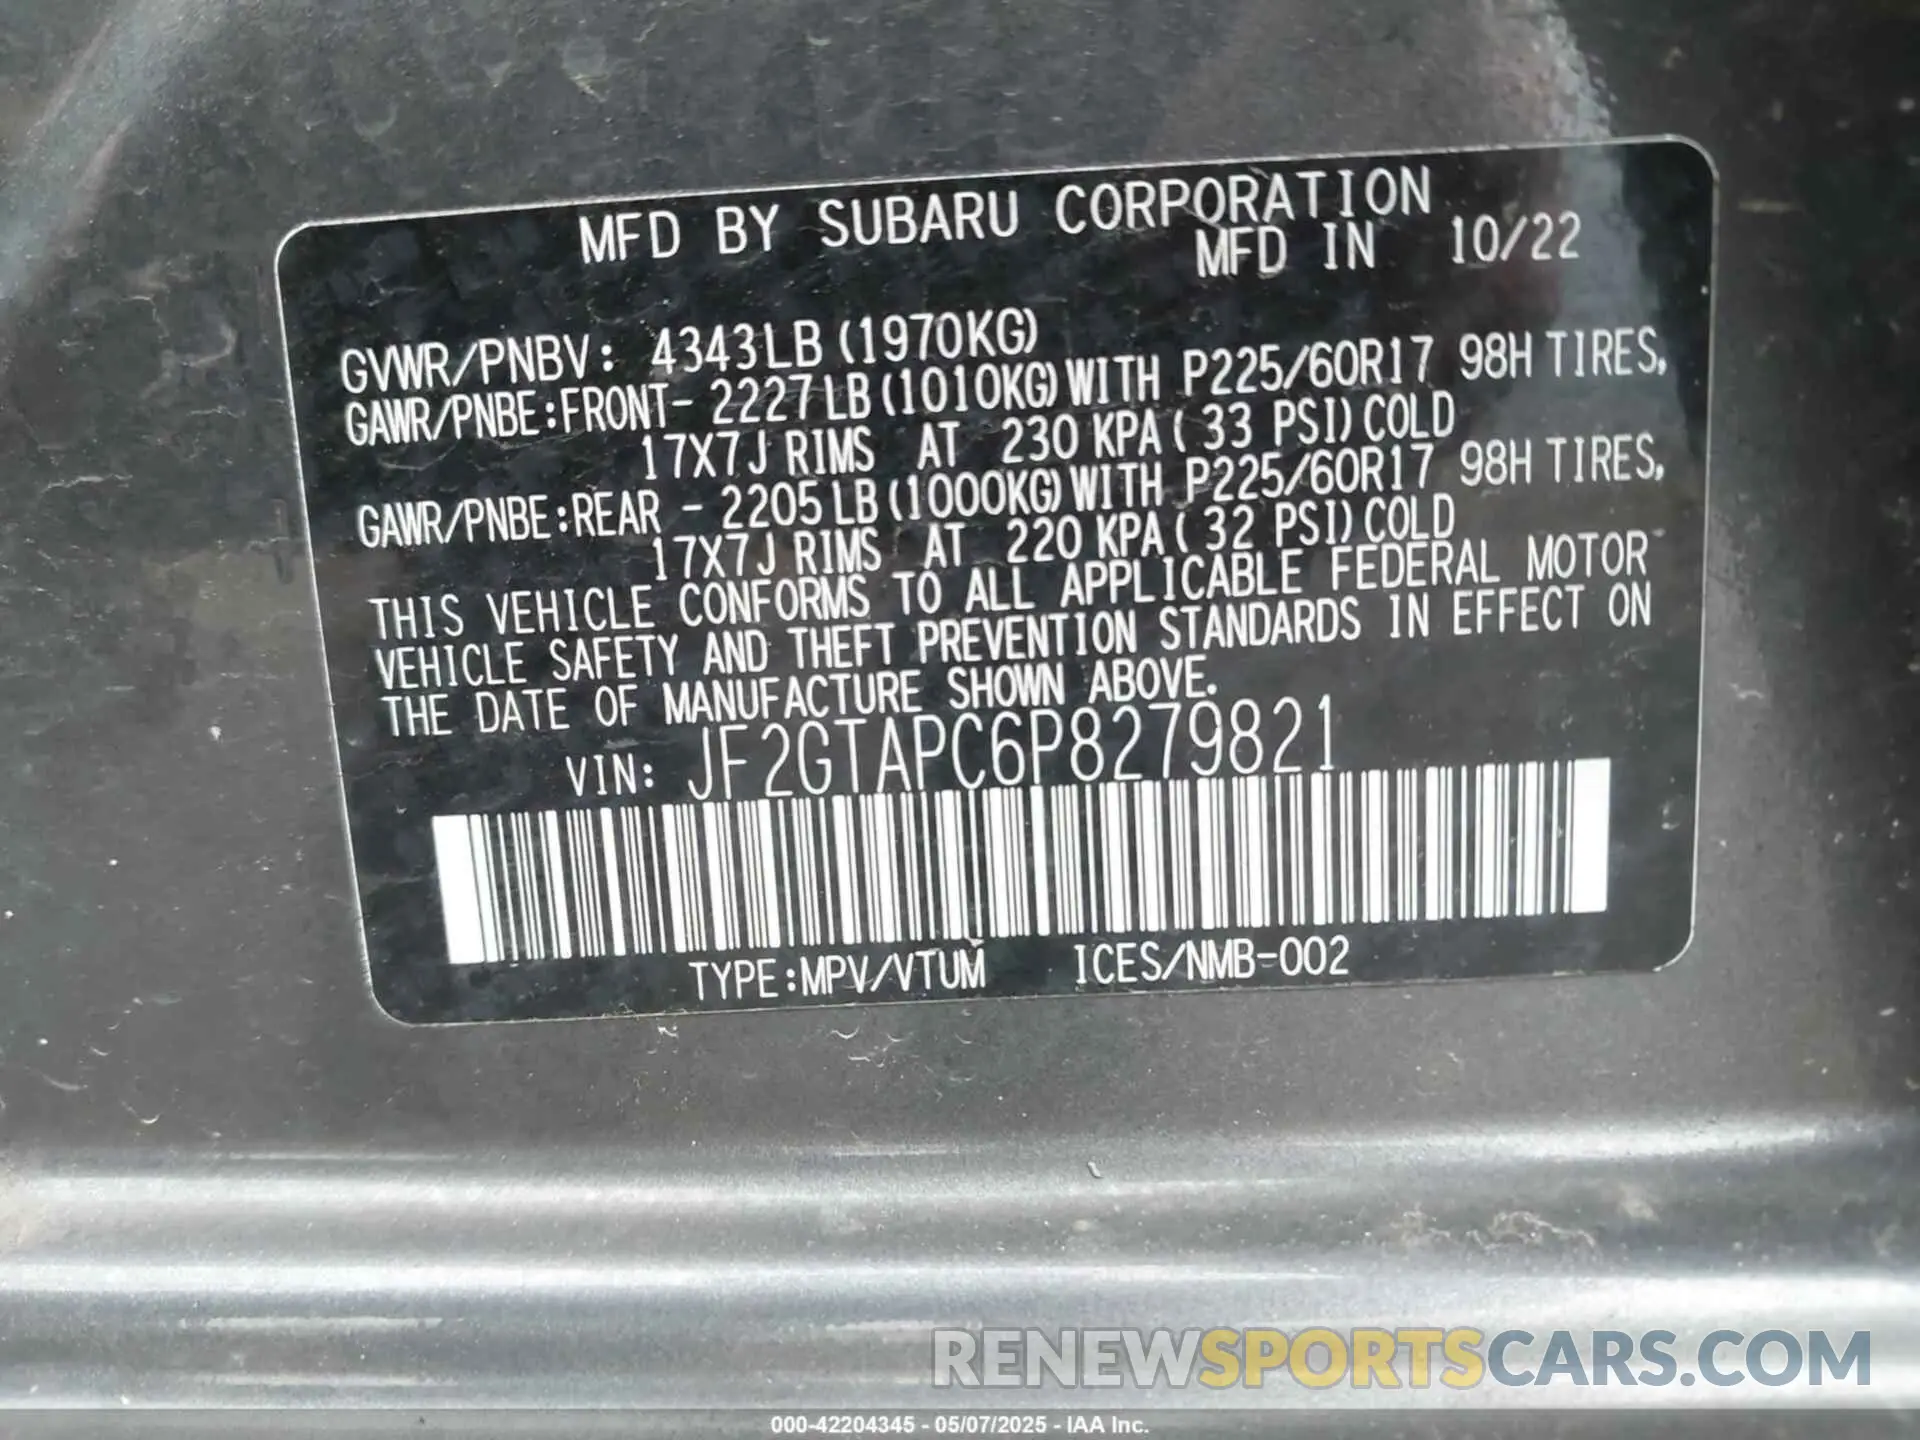 MFD BY SUBARU CORPORATION
MFD IN 10/22
GVWR/PNBV: 4343LB (1970KG)
GAWR/PNBE:FRONT- 2227LB(1010KG)WITH P225/60R17 98H TIRES,
17X7J RIMS AT 230 KPA( 33 PSI)COLD
GAWR/PNBE:REAR - 2205LB(1000KG)WITH P225/60R17 98H TIRES,
17X7J RIMS AT 220 KPA( 32 PSI)COLD
THIS VEHICLE CONFORMS TO ALL APPLICABLE FEDERAL MOTOR
VEHICLE SAFETY AND THEFT PREVENTION STANDARDS IN EFFECT ON
THE DATE OF MANUFACTURE SHOWN ABOVE.
VIN: JF2GTAPC6P8279821
TYPE:MPV/VTUM ICES/NMB-002
RENEWSPORTSCARS.COM
000-42204345 - 05/07/2025 - IAA Inc.